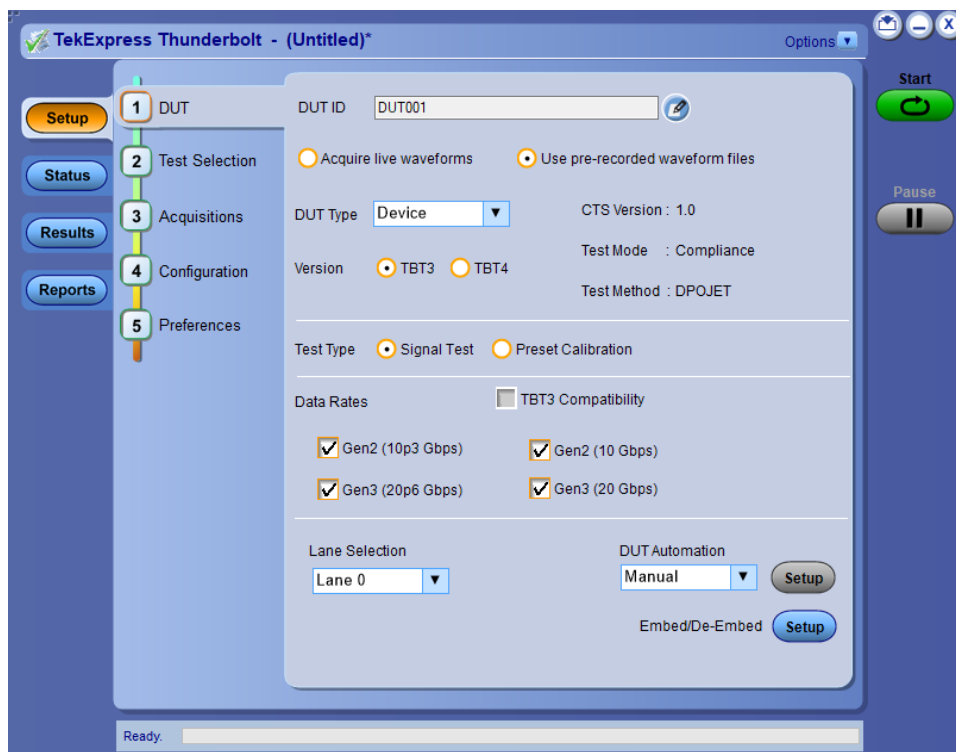 TekExpress Thunderbolt - (Untitled)*
Options
Start
Pause
Setup
Status
Results
Reports
1 DUT
2 Test Selection
3 Acquisitions
4 Configuration
5 Preferences
DUT ID DUT001
Acquire live waveforms Use pre-recorded waveform files
DUT Type Device CTS Version : 1.0
Test Mode : Compliance
Version TBT3 TBT4
Test Method : DPOJET
Test Type Signal Test Preset Calibration
Data Rates TBT3 Compatibility
Gen2 (10p3 Gbps) Gen2 (10 Gbps)
Gen3 (20p6 Gbps) Gen3 (20 Gbps)
Lane Selection DUT Automation
Lane 0 Manual Setup
Embed/De-Embed Setup
Ready.